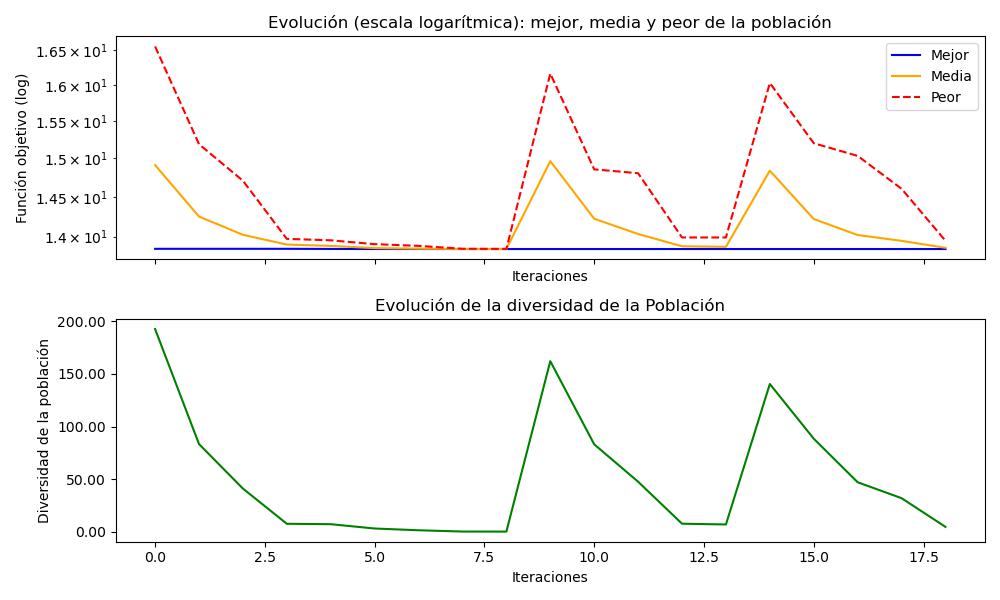 Evolución (escala logarítmica): mejor, media y peor de la población
Función objetivo (log)
1.65 × 10¹
1.6 × 10¹
1.55 × 10¹
1.5 × 10¹
1.45 × 10¹
1.4 × 10¹
Mejor
Media
Peor
Iteraciones
Evolución de la diversidad de la Población
Diversidad de la población
200.00
150.00
100.00
50.00
0.00
0.0 2.5 5.0 7.5 10.0 12.5 15.0 17.5
Iteraciones